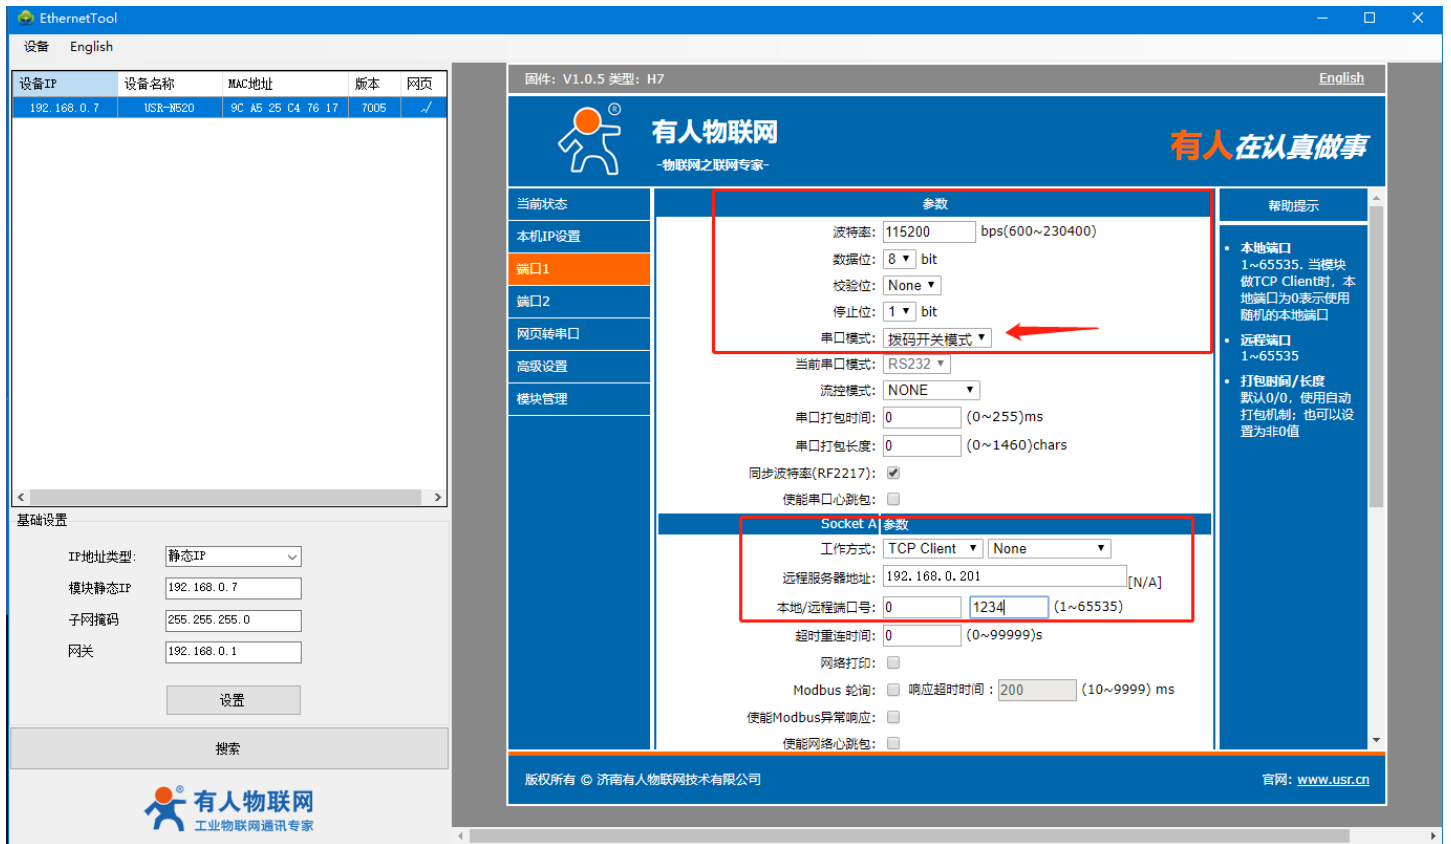 EthernetTool
设备 English
设备IP 设备名称 MAC地址 版本 网页
192.168.0.7 USR-N520 9C A5 25 C4 76 17 7005 √
基础设置
IP地址类型: 静态IP
模块静态IP 192.168.0.7
子网掩码 255.255.255.0
网关 192.168.0.1
设置
搜索
® 有人物联网
工业物联网通讯专家
固件: V1.0.5 类型: H7 English
® 有人物联网
-物联网之联网专家-
有人在认真做事
当前状态
本机IP设置
端口1
端口2
网页转串口
高级设置
模块管理
参数
波特率: 115200 bps(600~230400)
数据位: 8 bit
校验位: None
停止位: 1 bit
串口模式: 拨码开关模式
当前串口模式: RS232
流控模式: NONE
串口打包时间: 0 (0~255)ms
串口打包长度: 0 (0~1460)chars
同步波特率(RF2217):
使能串口心跳包:
Socket A 参数
工作方式: TCP Client None
远程服务器地址: 192.168.0.201 [N/A]
本地/远程端口号: 0 1234 (1~65535)
超时重连时间: 0 (0~99999)s
网络打印:
Modbus 轮询: 响应超时时间 : 200 (10~9999) ms
使能Modbus异常响应:
使能网络心跳包:
帮助提示
• 本地端口
1~65535. 当模块
做TCP Client时，本
地端口为0表示使用
随机的本地端口
• 远程端口
1~65535
• 打包时间/长度
默认0/0，使用自动
打包机制；也可以设
置为非0值
版权所有 © 济南有人物联网技术有限公司 官网: www.usr.cn